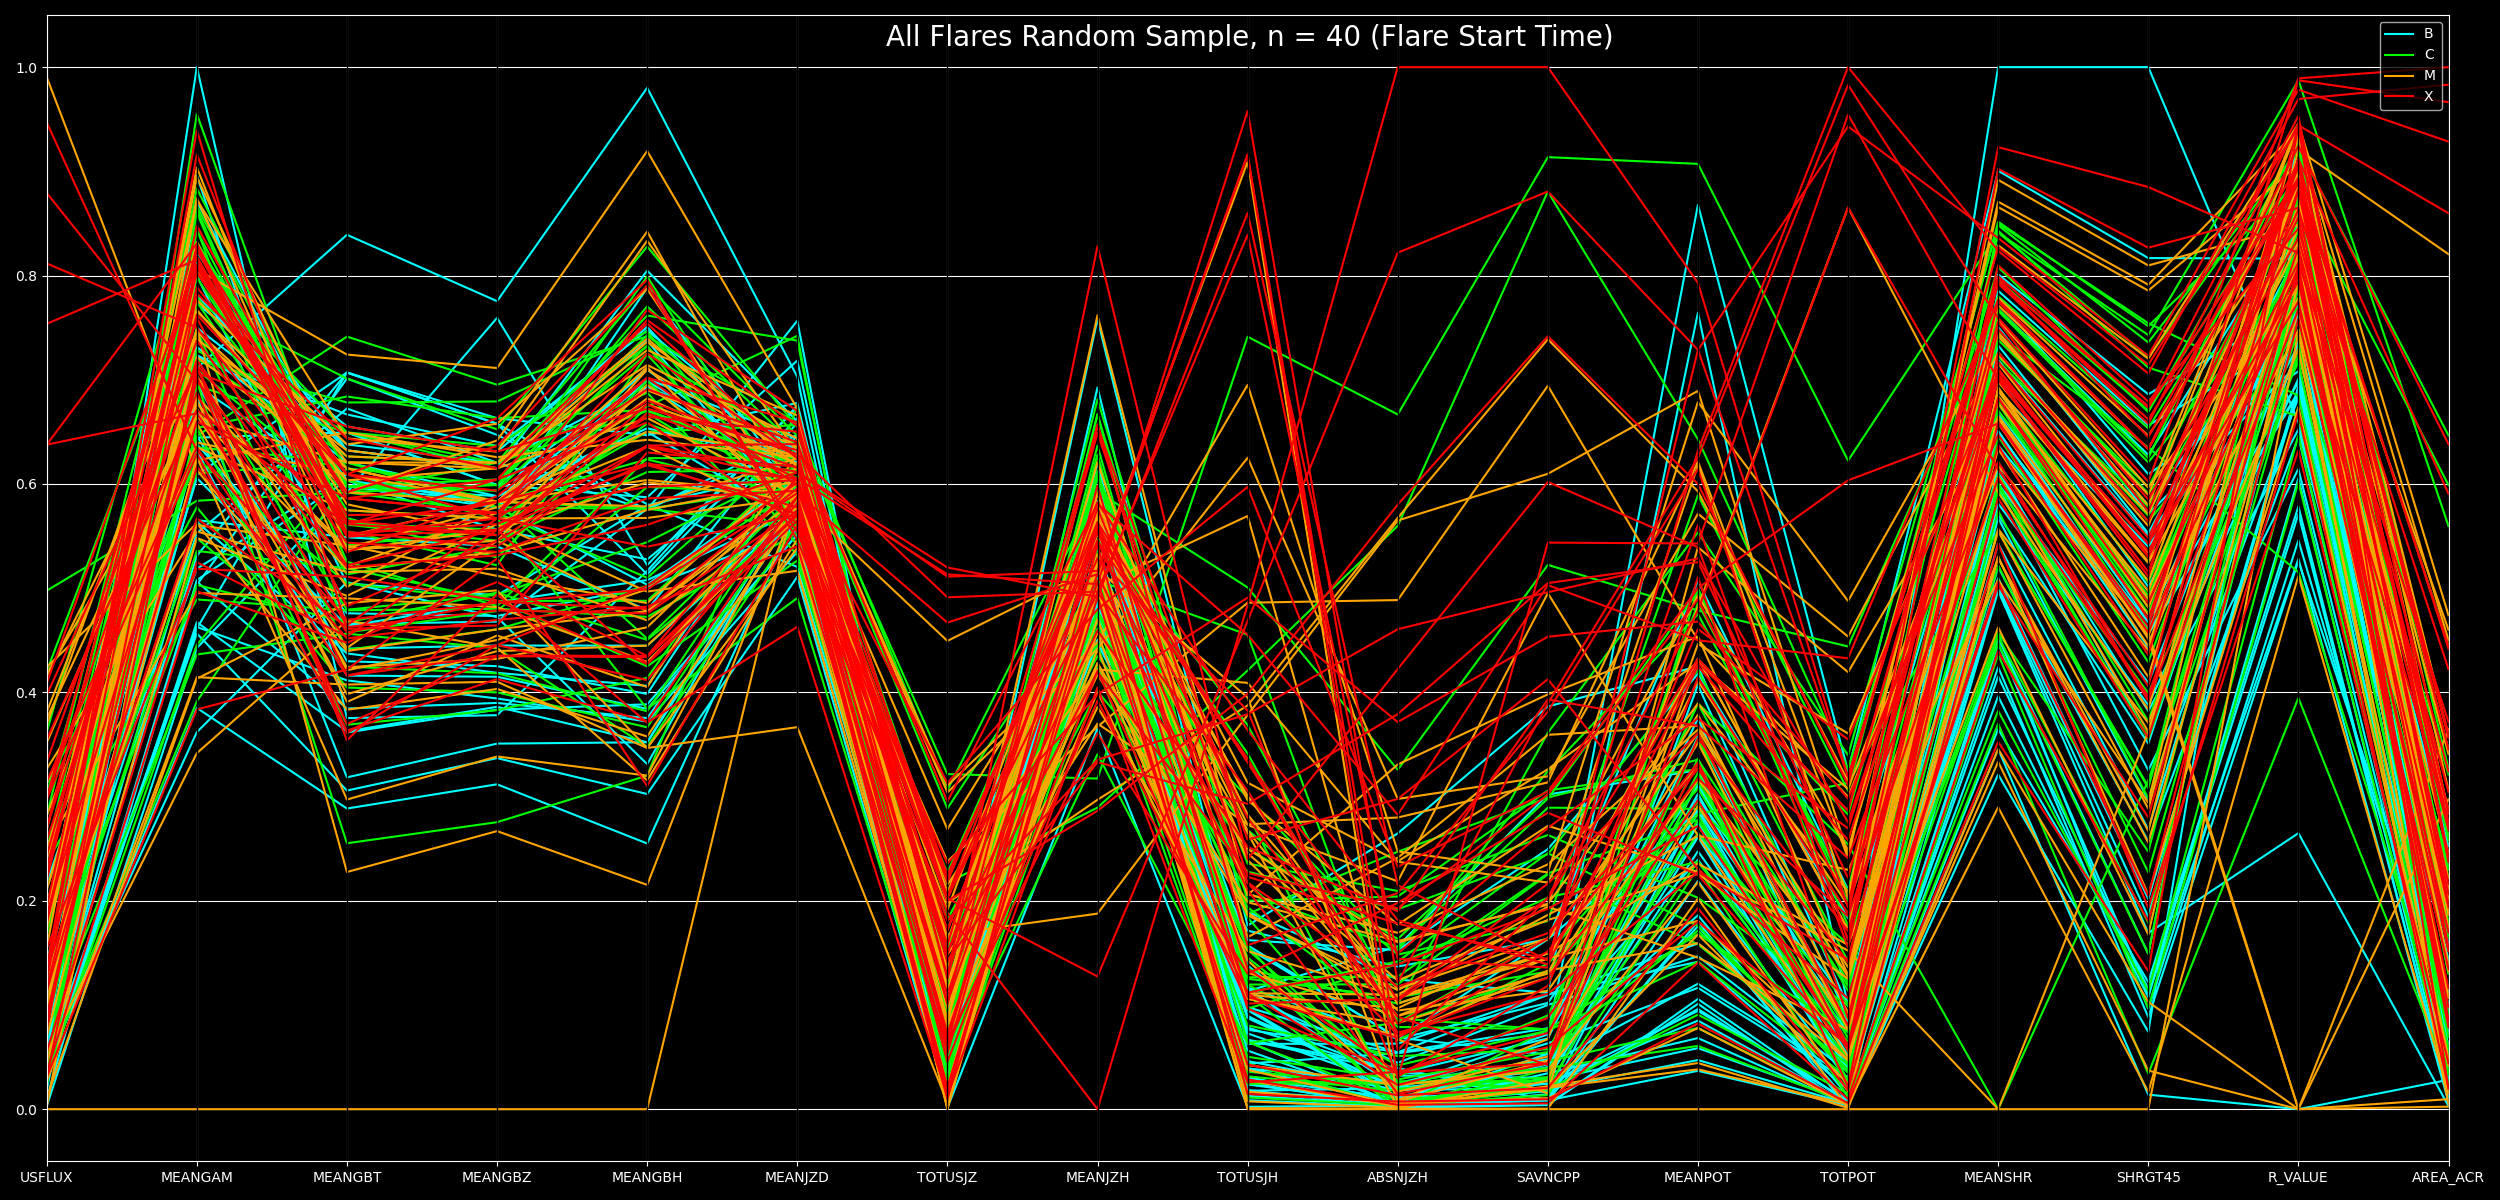 All Flares Random Sample, n = 40 (Flare Start Time)
B
C
M
X
1.0
0.8
0.6
0.4
0.2
0.0
USFLUX MEANGAM MEANGBT MEANGBZ MEANGBH MEANJZD TOTUSJZ MEANJZH TOTUSJH ABSNJZH SAVNCPP MEANPOT TOTPOT MEANSHR SHRGT45 R_VALUE AREA_ACR